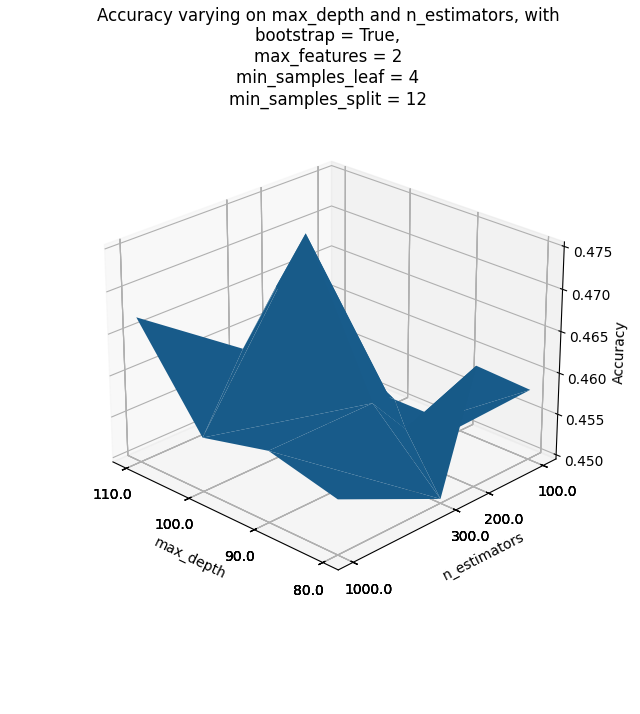 Accuracy varying on max_depth and n_estimators, with
bootstrap = True,
max_features = 2
min_samples_leaf = 4
min_samples_split = 12
0.475
0.470
0.465
0.460
0.455
0.450
Accuracy
110.0
100.0
90.0
80.0
max_depth
100.0
200.0
300.0
1000.0
n_estimators